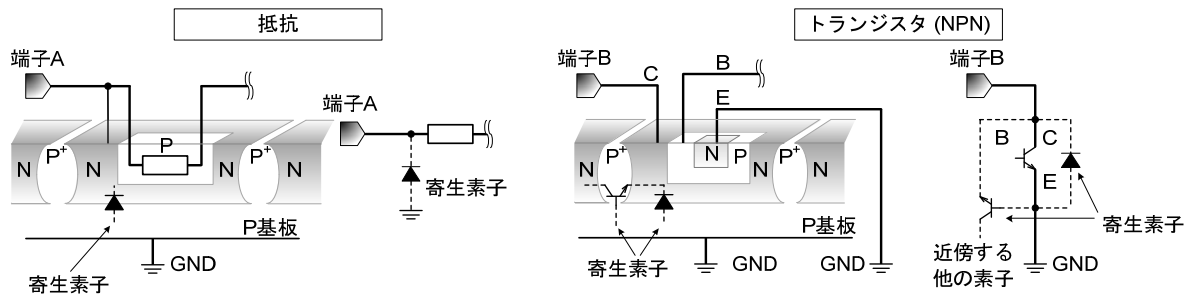 抵抗
端子A
P
N
P+
N
N
P+
N
P基板
寄生素子
GND
端子A
寄生素子
トランジスタ (NPN)
端子B
C
B
E
N
P+
N
N
P
N
P+
N
P基板
寄生素子
GND
GND
端子B
B
C
E
寄生素子
近傍する
他の素子
GND